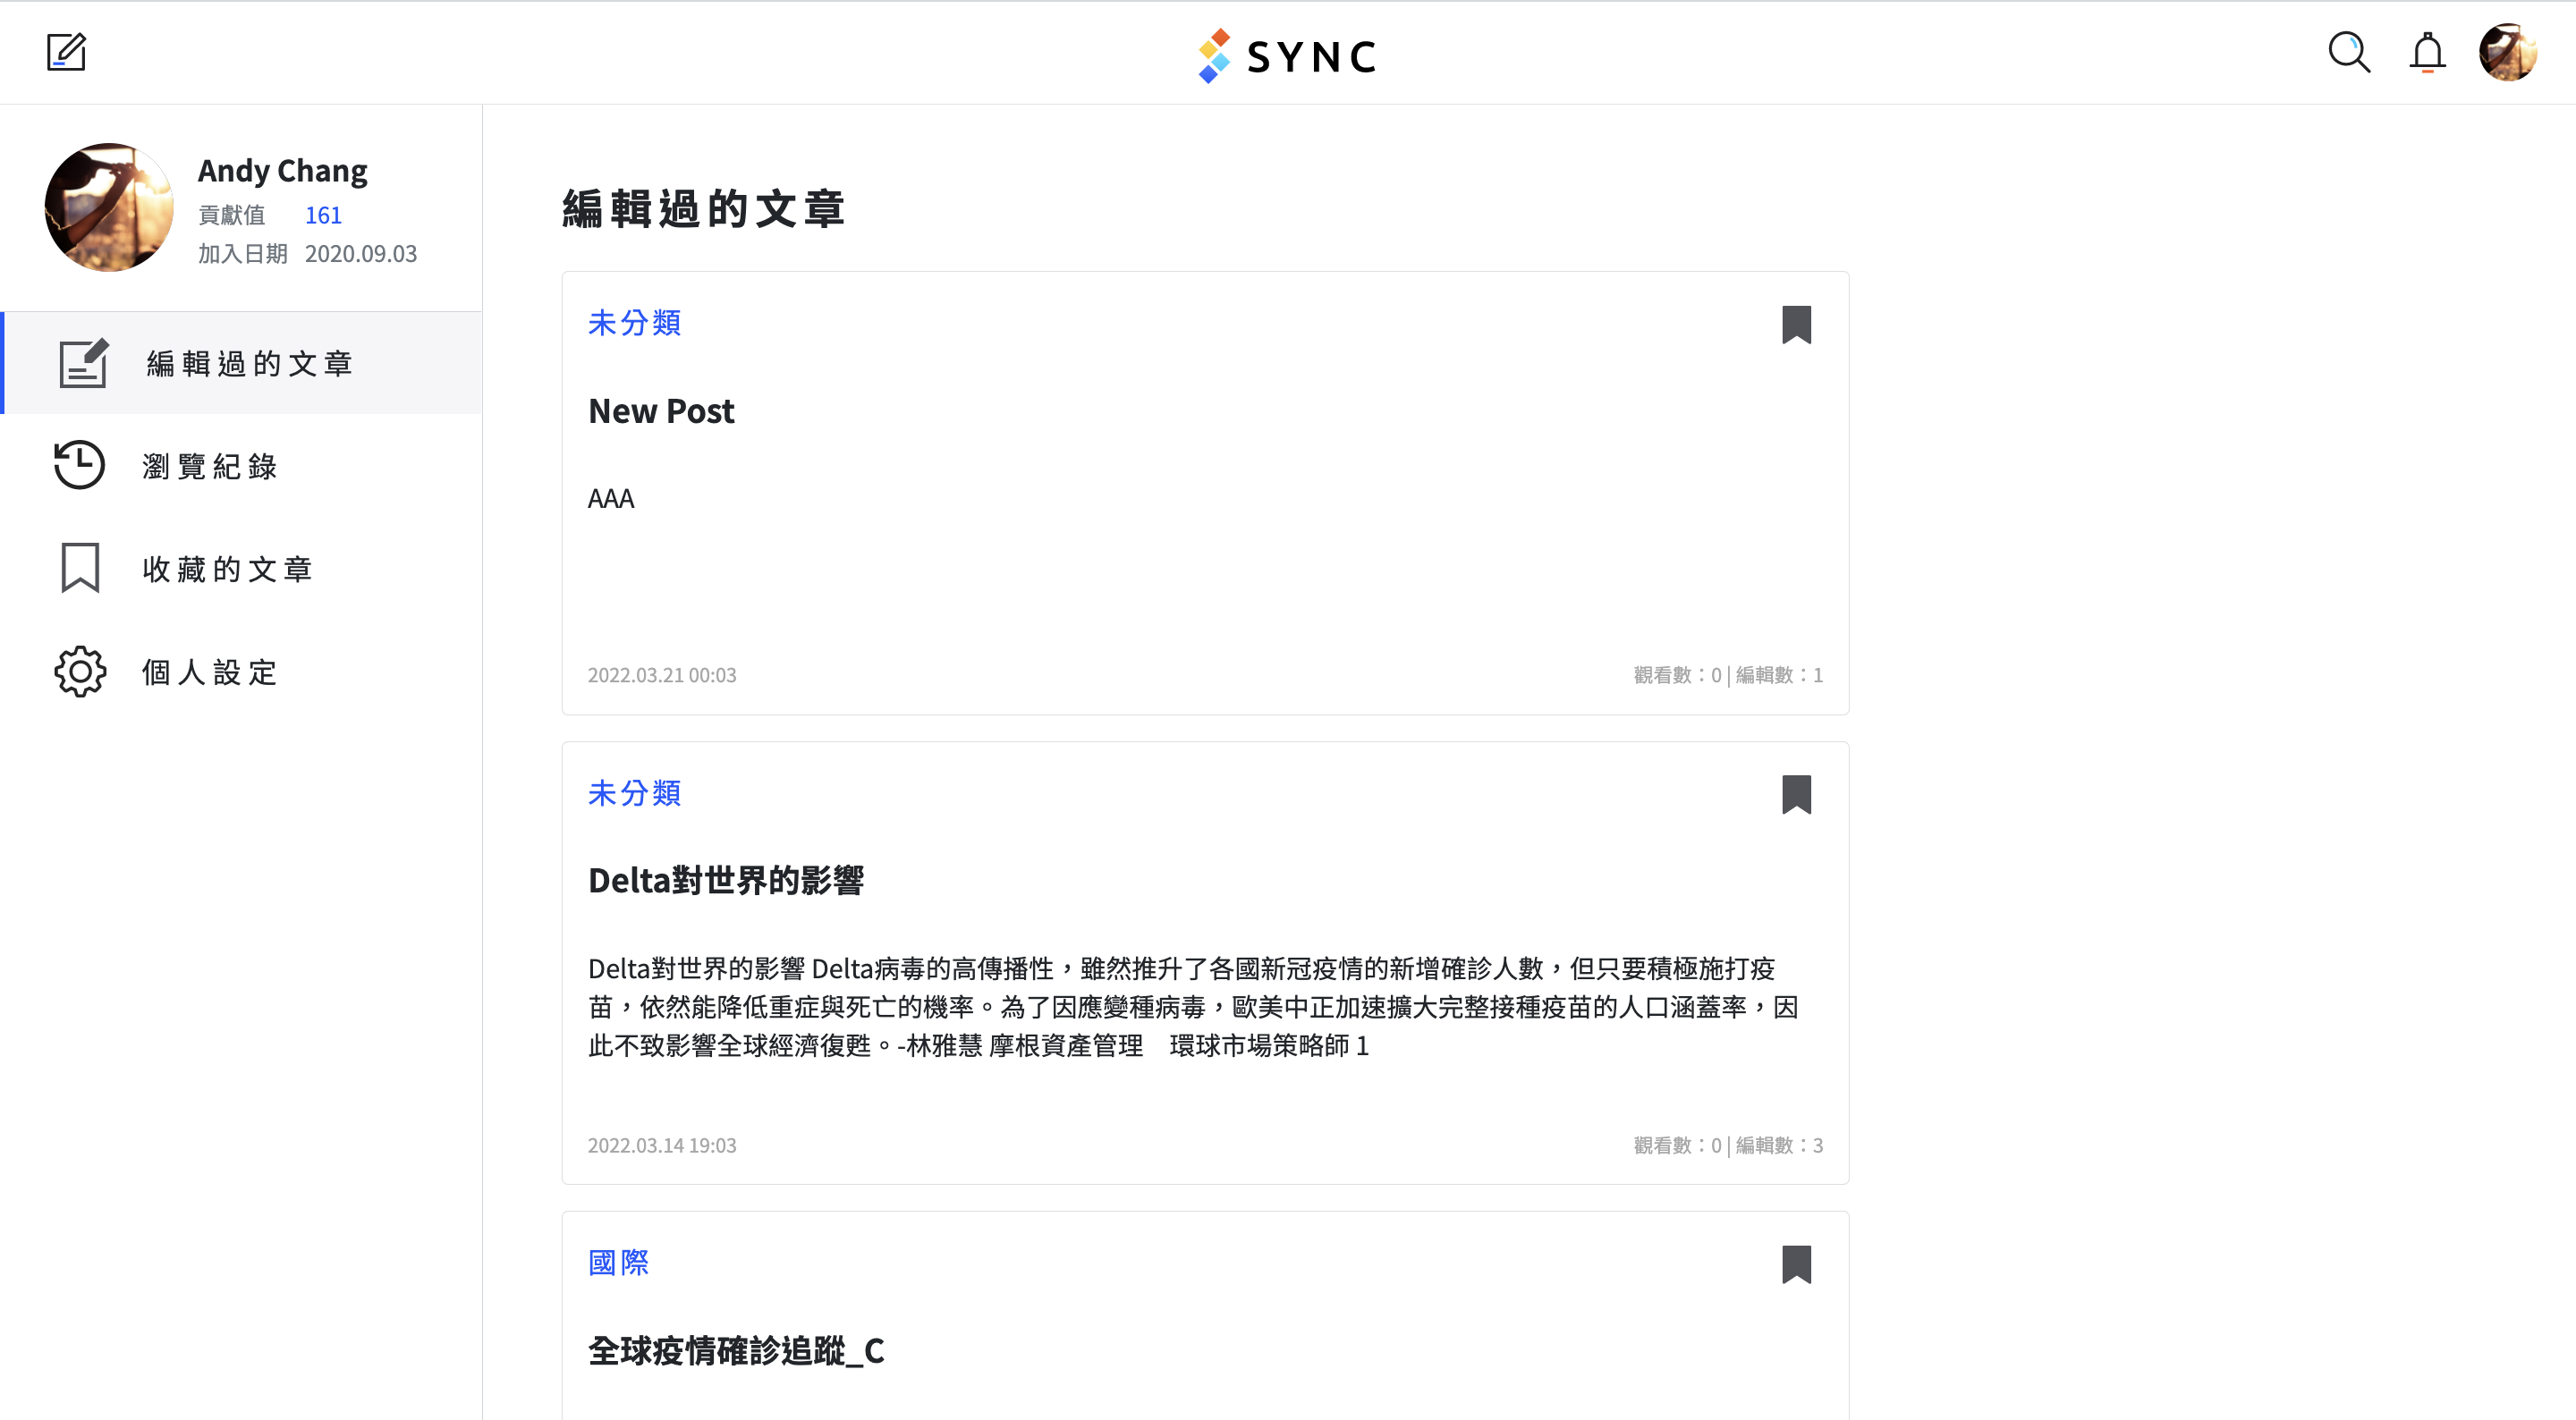 SYNC
Andy Chang
貢獻值 161
加入日期 2020.09.03
編輯過的文章
瀏覽紀錄
收藏的文章
個人設定
編輯過的文章
未分類
New Post
AAA
2022.03.21 00:03
觀看數：0 | 編輯數：1
未分類
Delta對世界的影響
Delta對世界的影響 Delta病毒的高傳播性，雖然推升了各國新冠疫情的新增確診人數，但只要積極施打疫
苗，依然能降低重症與死亡的機率。為了因應變種病毒，歐美中正加速擴大完整接種疫苗的人口涵蓋率，因
此不致影響全球經濟復甦。-林雅慧 摩根資產管理　環球市場策略師 1
2022.03.14 19:03
觀看數：0 | 編輯數：3
國際
全球疫情確診追蹤_C